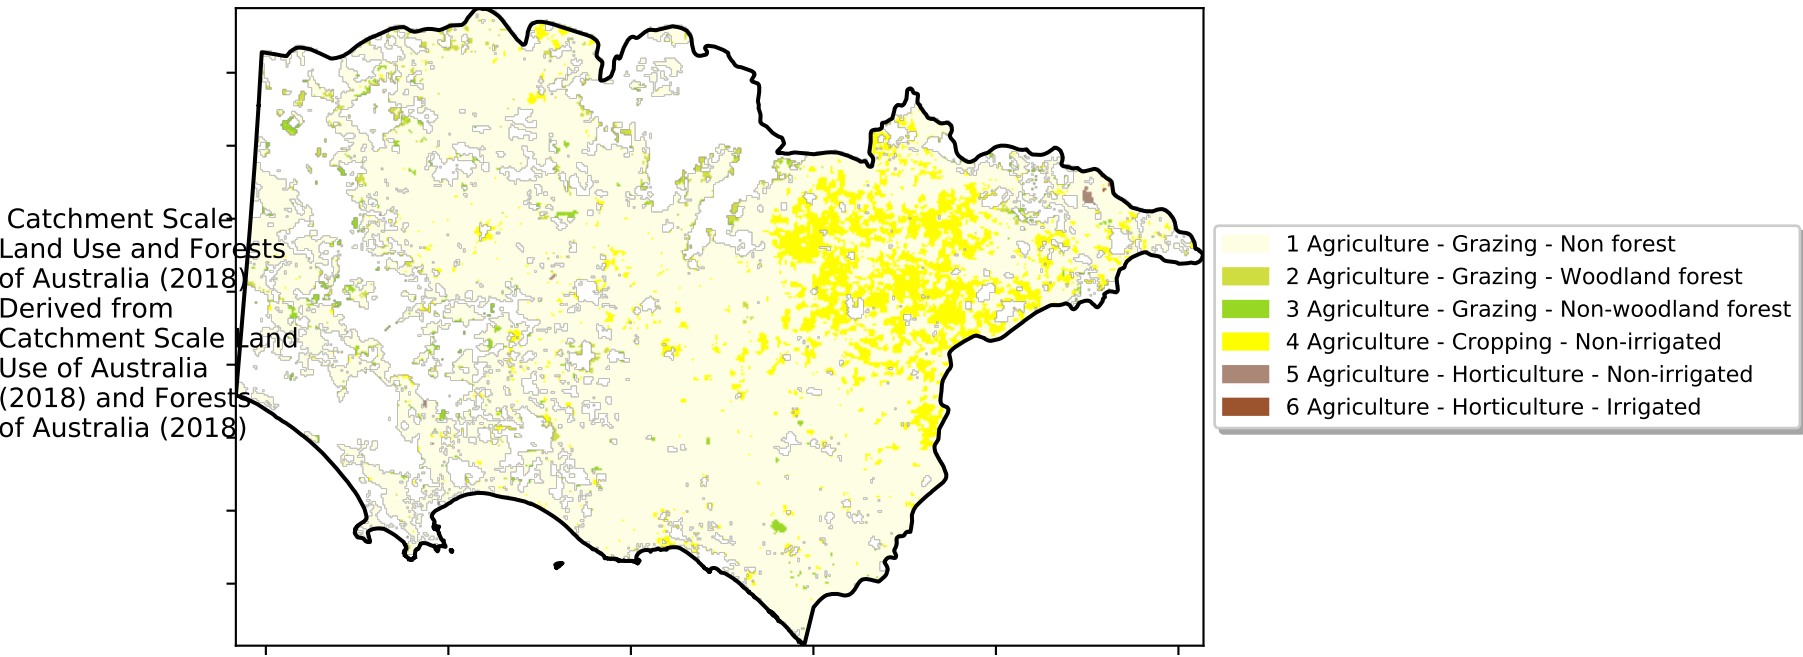 Catchment Scale
Land Use and Forests
of Australia (2018)
Derived from
Catchment Scale Land
Use of Australia
(2018) and Forests
of Australia (2018)
1 Agriculture - Grazing - Non forest
2 Agriculture - Grazing - Woodland forest
3 Agriculture - Grazing - Non-woodland forest
4 Agriculture - Cropping - Non-irrigated
5 Agriculture - Horticulture - Non-irrigated
6 Agriculture - Horticulture - Irrigated